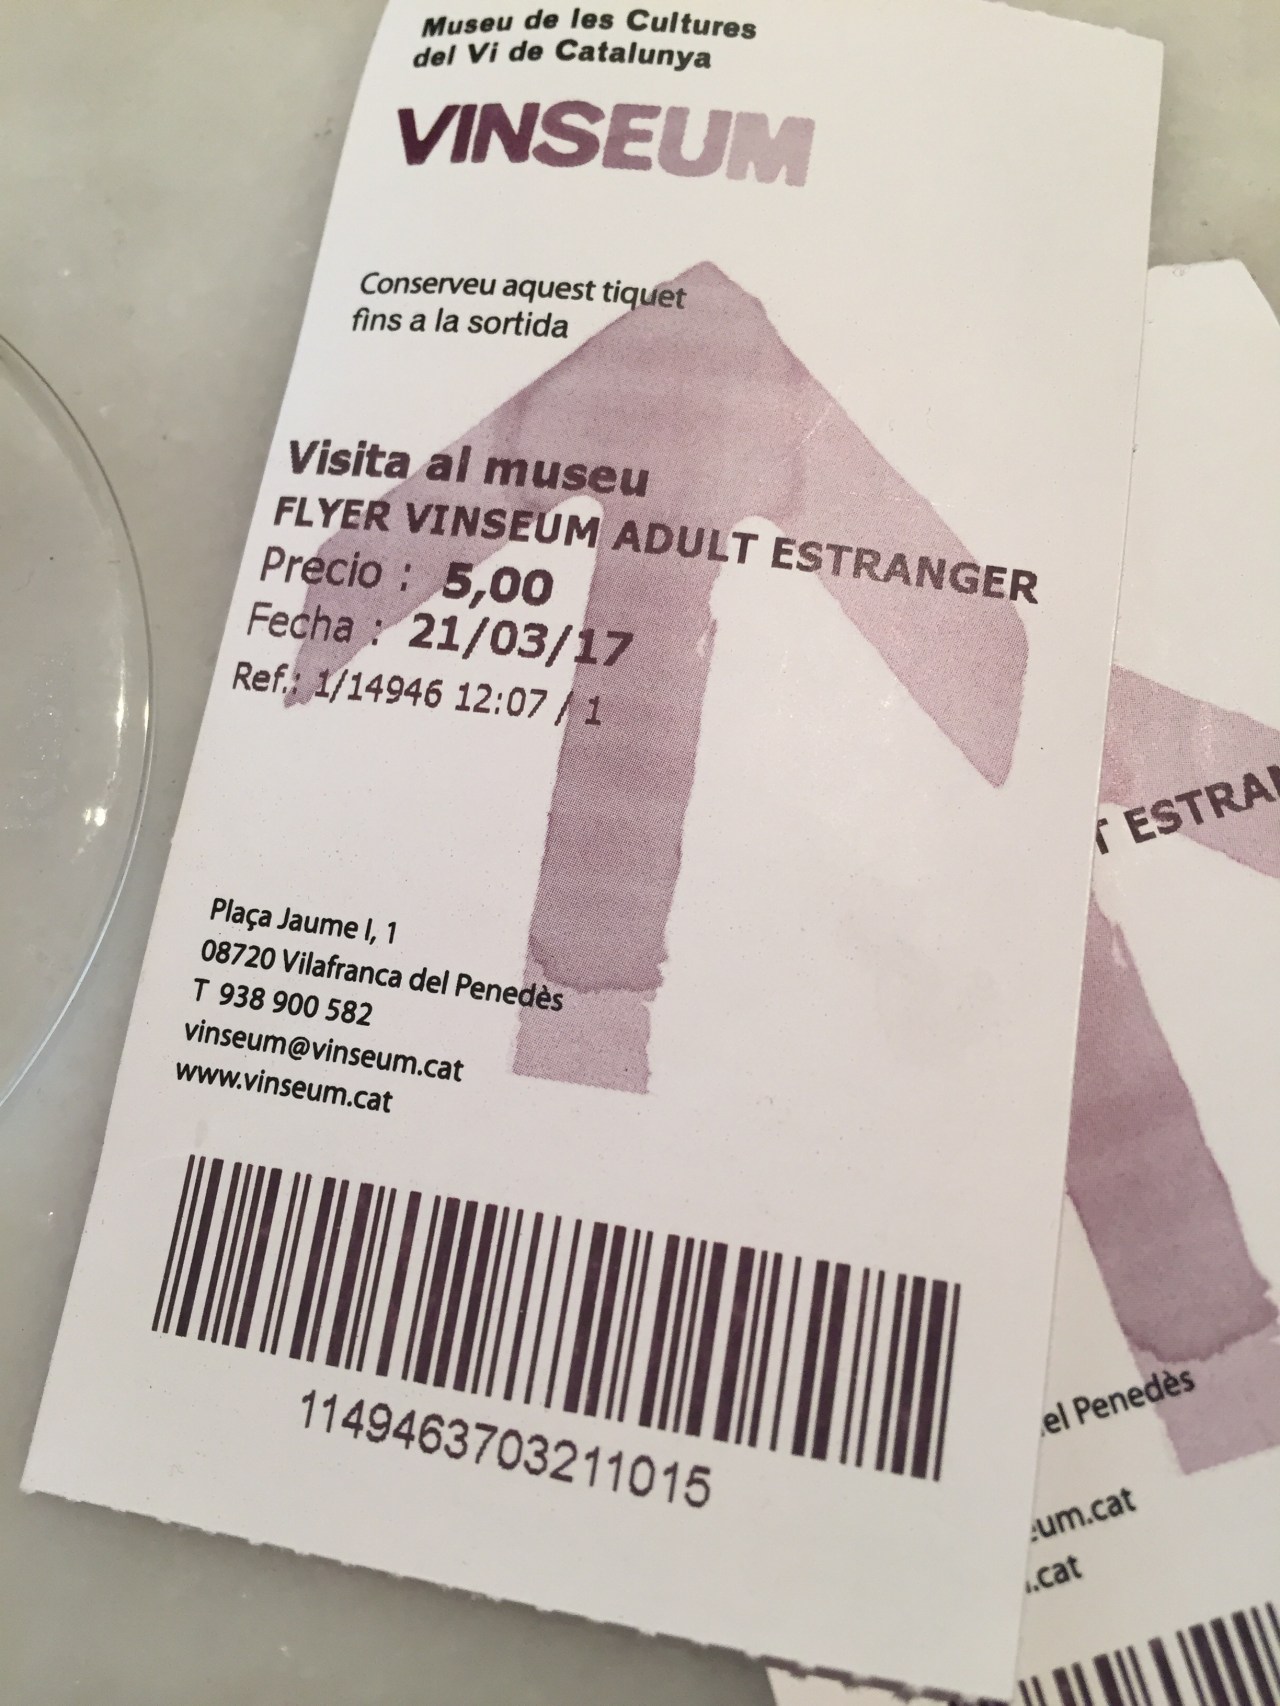 Museu de les Cultures
del Vi de Catalunya
VINSEUM
Conserveu aquest tiquet
fins a la sortida
Visita al museu
FLYER VINSEUM ADULT ESTRANGER
Precio : 5,00
Fecha : 21/03/17
Ref.: 1/14946 12:07 / 1
Plaça Jaume I, 1
08720 Vilafranca del Penedès
T 938 900 582
vinseum@vinseum.cat
www.vinseum.cat
1149463703211015
T ESTRAN
el Penedès
eum.cat
.cat